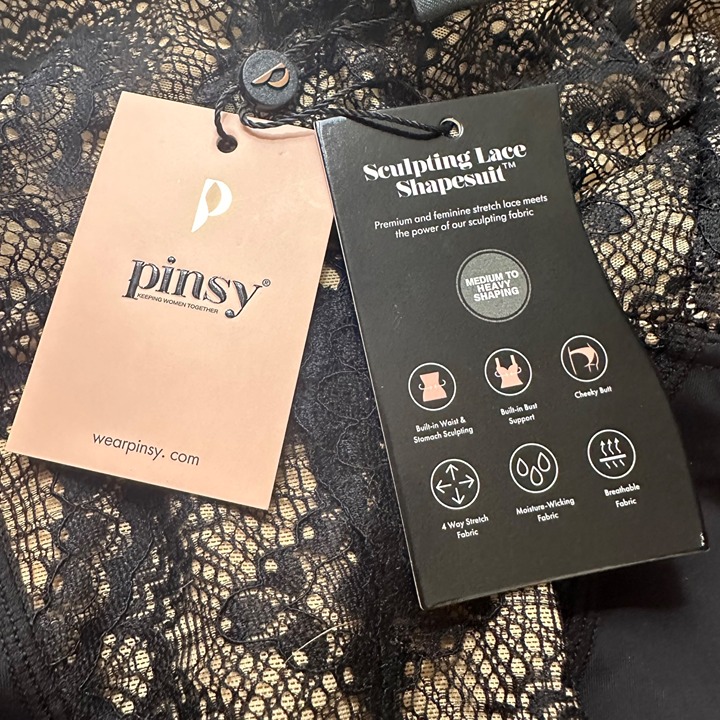 P
pinsy®
KEEPING WOMEN TOGETHER
wearpinsy. com
Sculpting Lace
Shapesuit™
Premium and feminine stretch lace meets
the power of our sculpting fabric
MEDIUM TO
HEAVY
SHAPING
Built-in Waist &
Stomach Sculpting
Built-in Bust
Support
Cheeky Butt
4 Way Stretch
Fabric
Moisture-Wicking
Fabric
Breathable
Fabric